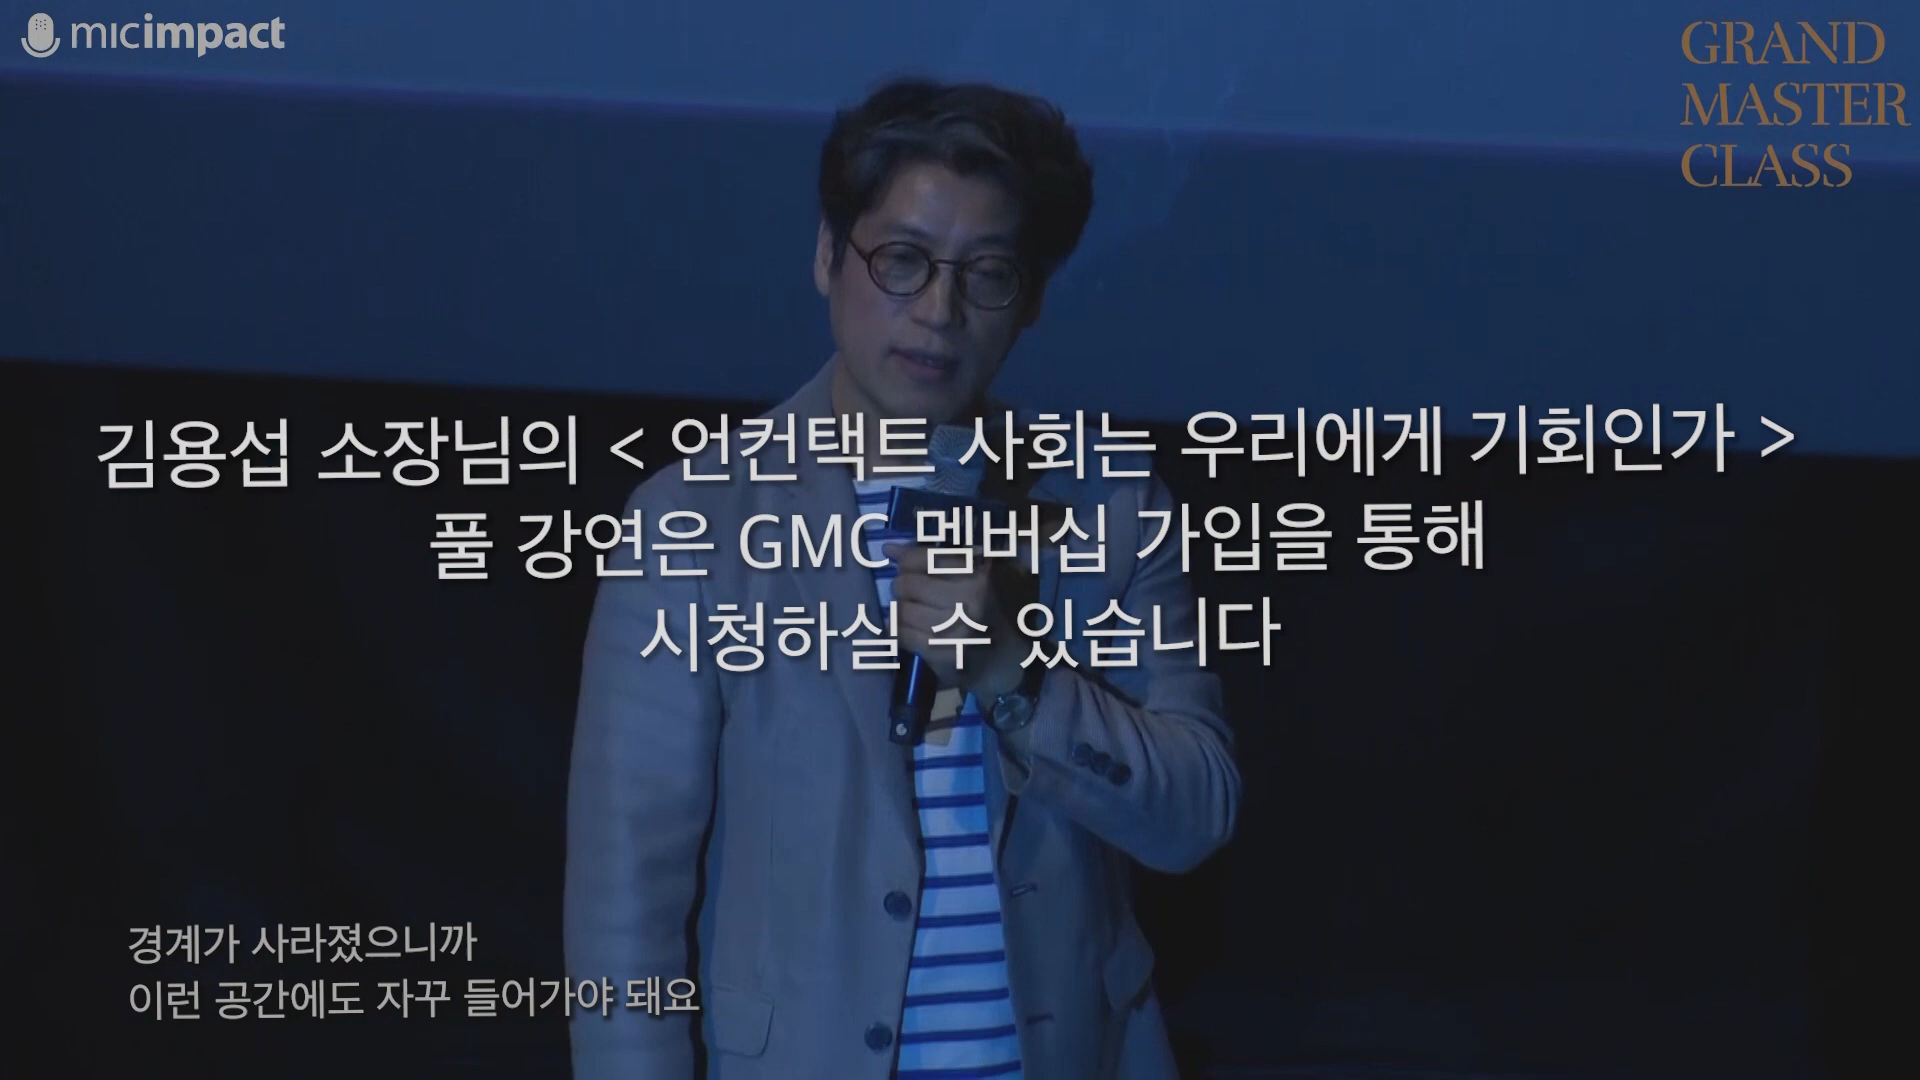 micimpact
GRAND
MASTER
CLASS
김용섭 소장님의 < 언컨택트 사회는 우리에게 기회인가 >
풀 강연은 GMC 멤버십 가입을 통해
시청하실 수 있습니다
경계가 사라졌으니까
이런 공간에도 자꾸 들어가야 돼요